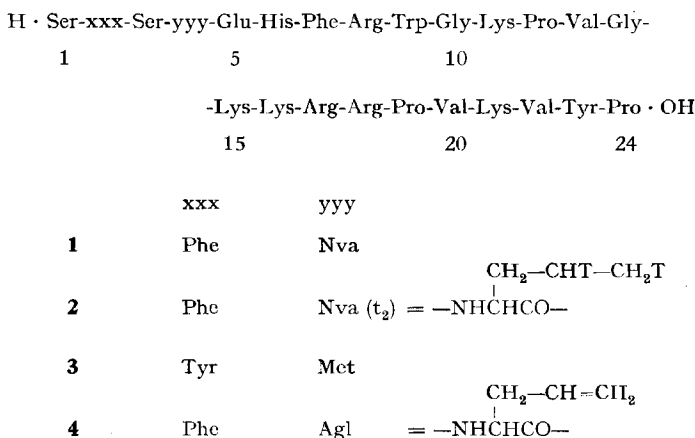 H · Ser-xxx-Ser-yyy-Glu-His-Phe-Arg-Trp-Gly-Lys-Pro-Val-Gly-
1 5 10
-Lys-Lys-Arg-Arg-Pro-Val-Lys-Val-Tyr-Pro · OH
15 20 24
xxx yyy
1 Phe Nva
CH₂—CHT—CH₂T
2 Phe Nva (t₂) = —NHCHCO—
3 Tyr Met
CH₂—CH=CH₂
4 Phe Agl = —NHCHCO—